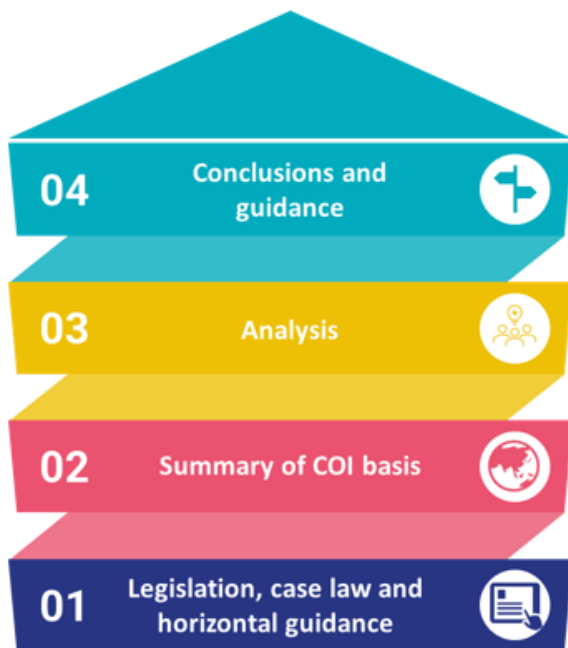 04
Conclusions and
guidance
03
Analysis
02
Summary of COI basis
01
Legislation, case law and
horizontal guidance